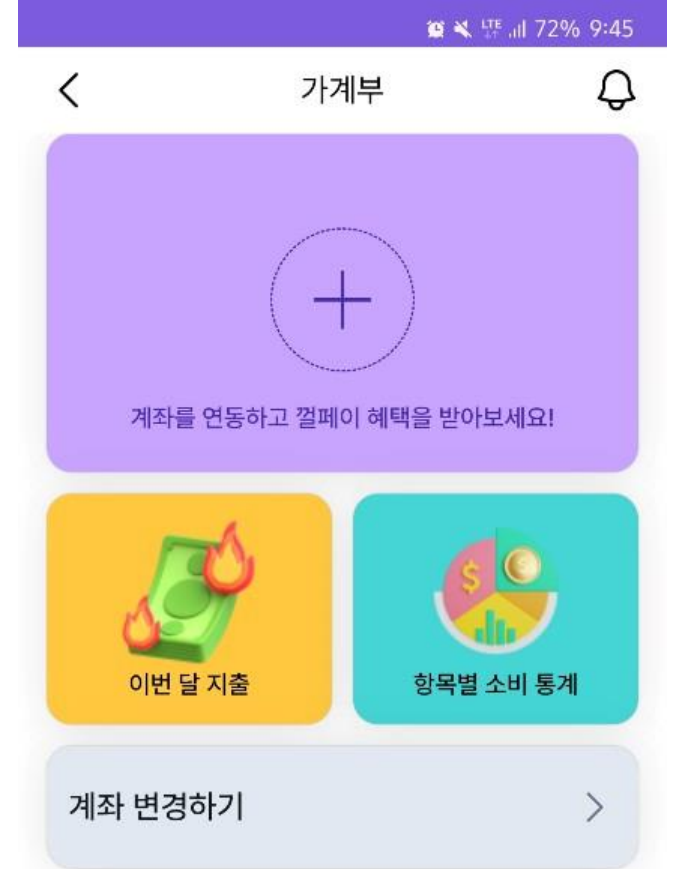 LTE 72% 9:45
가계부
계좌를 연동하고 껄페이 혜택을 받아보세요!
이번 달 지출
항목별 소비 통계
계좌 변경하기